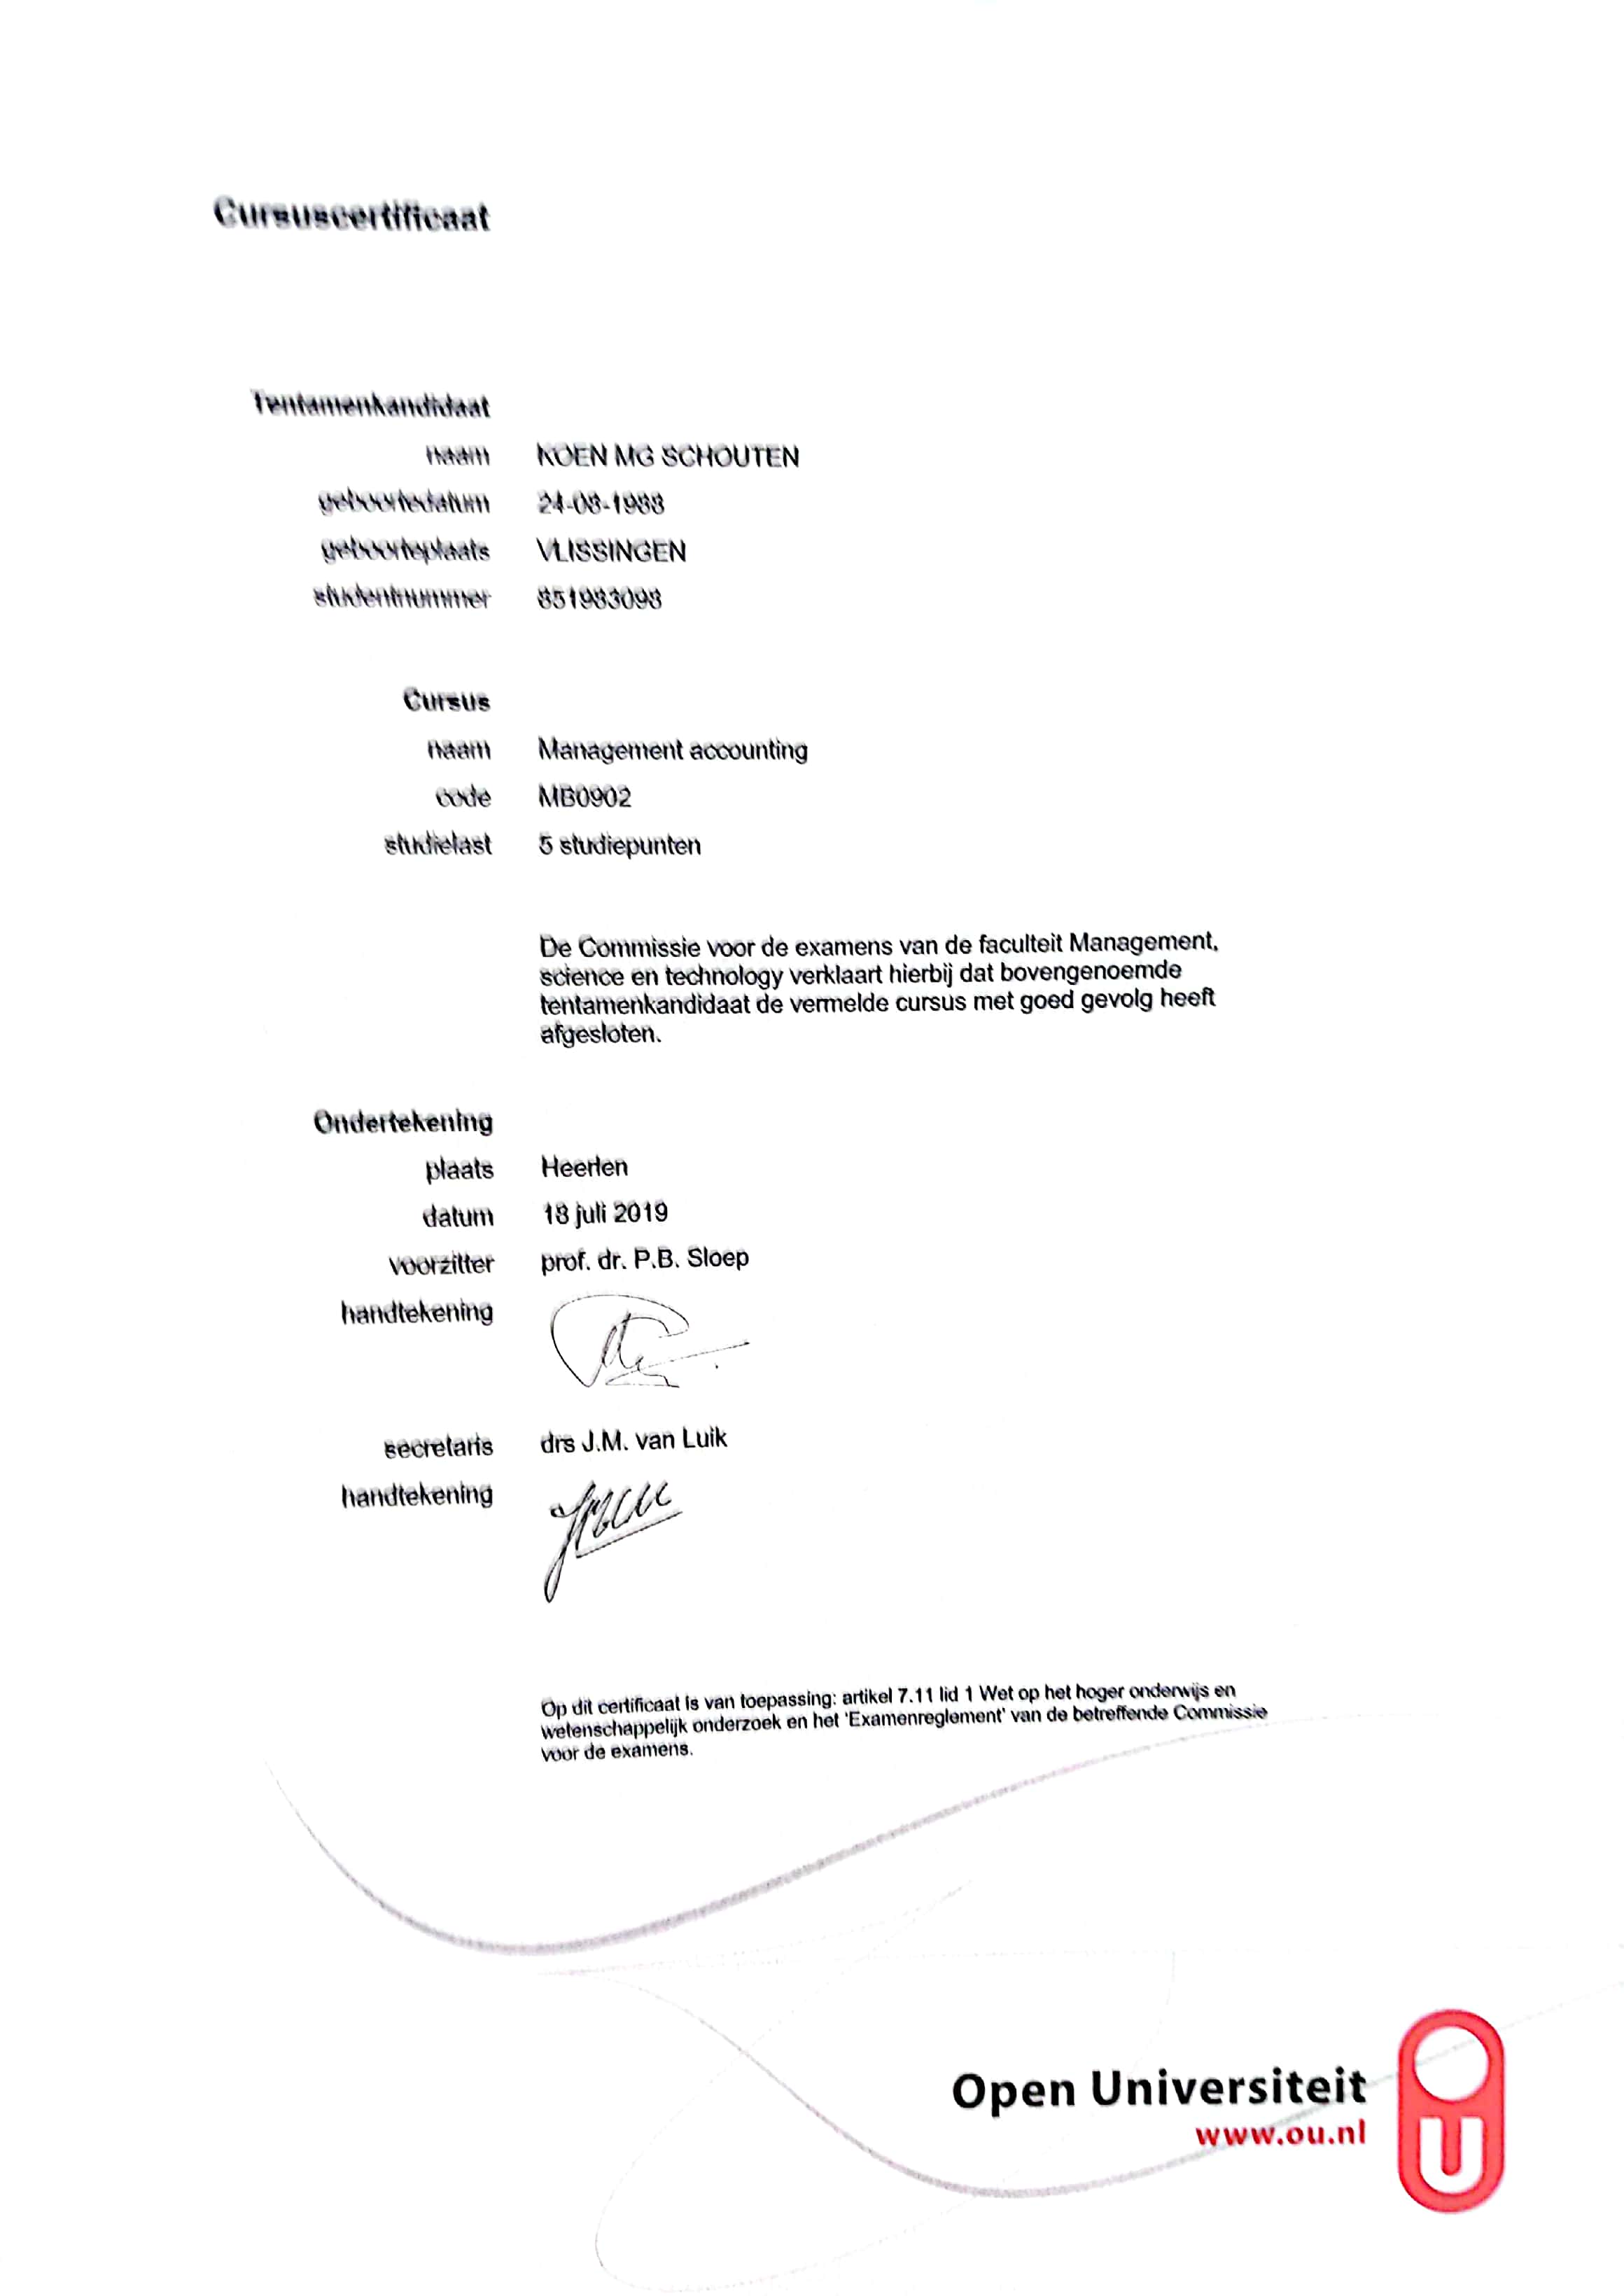 Cursuscertificaat
Tentamenkandidaat
naam KOEN MG SCHOUTEN
geboortedatum 24-08-1988
geboorteplaats VLISSINGEN
studentnummer 851983098
Cursus
naam Management accounting
code MB0902
studielast 5 studiepunten
De Commissie voor de examens van de faculteit Management,
science en technology verklaart hierbij dat bovengenoemde
tentamenkandidaat de vermelde cursus met goed gevolg heeft
afgesloten.
Ondertekening
plaats Heerlen
datum 18 juli 2019
voorzitter prof. dr. P.B. Sloep
handtekening
secretaris drs J.M. van Luik
handtekening
Op dit certificaat is van toepassing: artikel 7.11 lid 1 Wet op het hoger onderwijs en
wetenschappelijk onderzoek en het 'Examenreglement' van de betreffende Commissie
voor de examens.
Open Universiteit
www.ou.nl
U